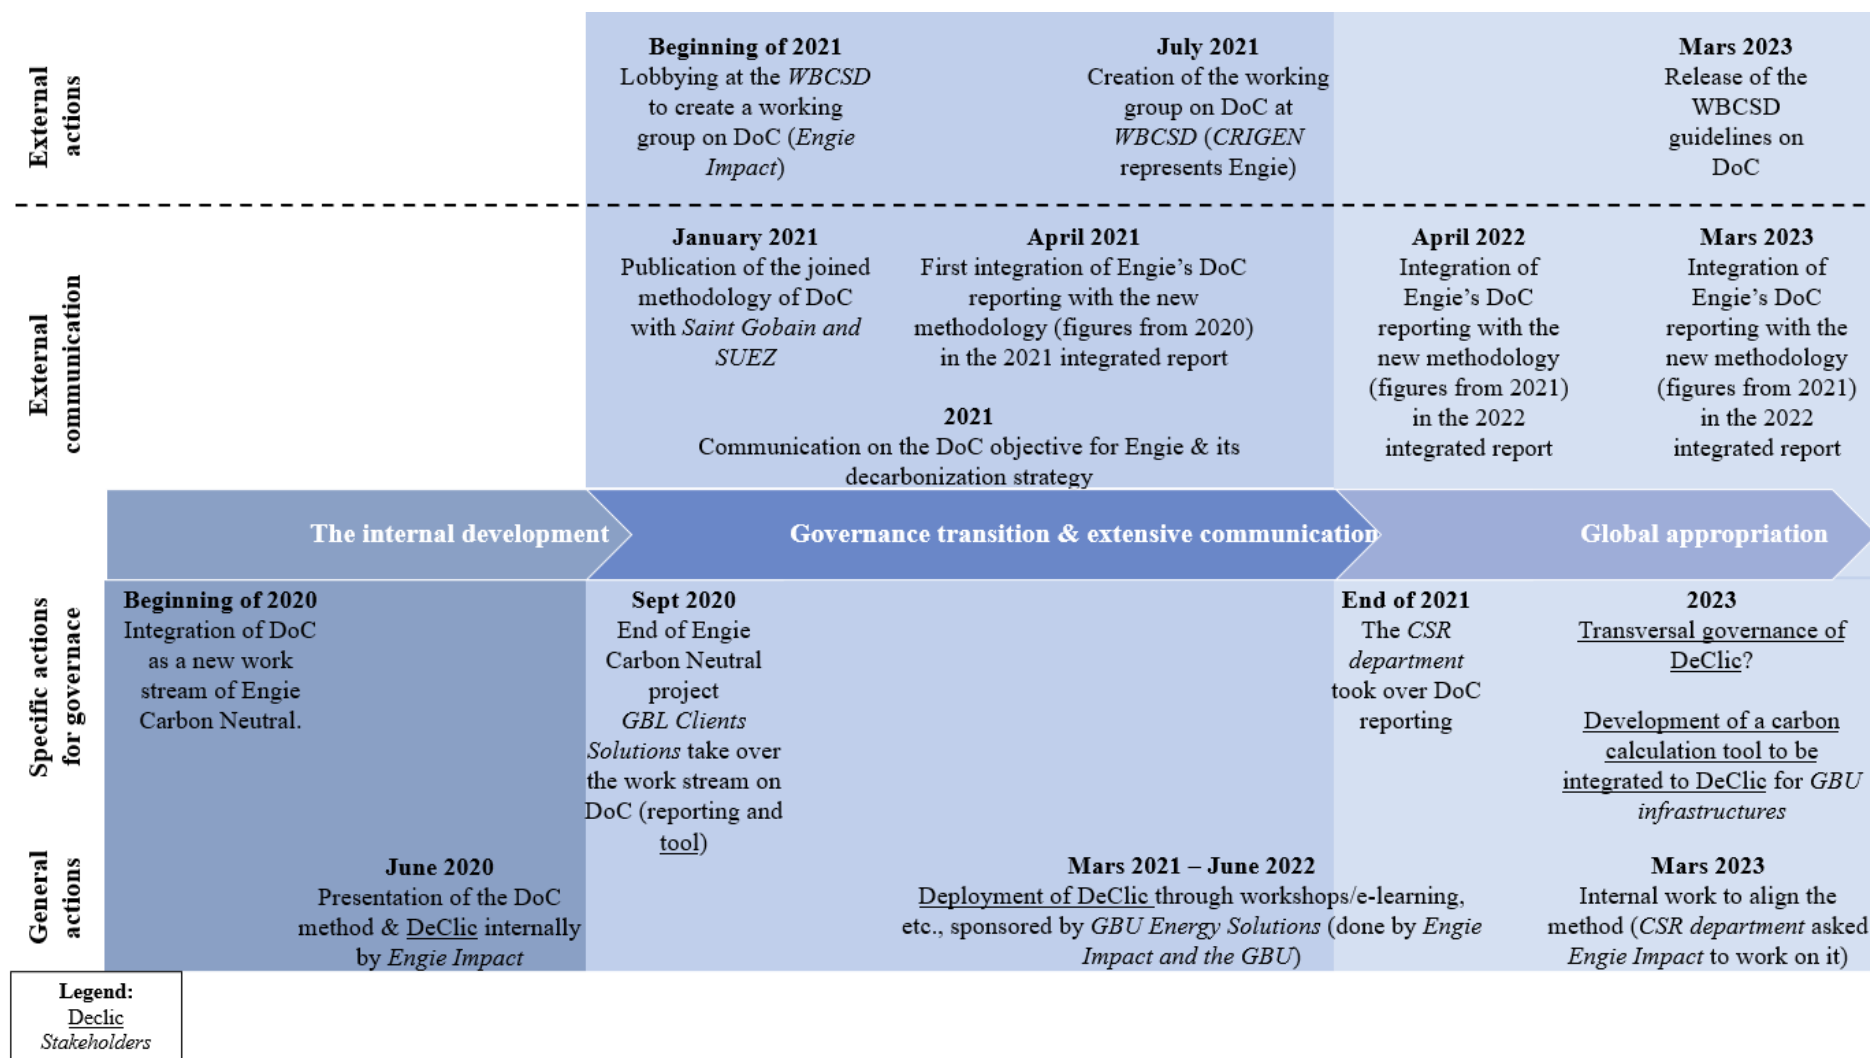 External
actions
Beginning of 2021
Lobbying at the WBCSD
to create a working
group on DoC (Engie
Impact)
July 2021
Creation of the working
group on DoC at
WBCSD (CRIGEN
represents Engie)
Mars 2023
Release of the
WBCSD
guidelines on
DoC
External
communication
January 2021
Publication of the joined
methodology of DoC
with Saint Gobain and
SUEZ
April 2021
First integration of Engie’s DoC
reporting with the new
methodology (figures from 2020)
in the 2021 integrated report
2021
Communication on the DoC objective for Engie & its
decarbonization strategy
April 2022
Integration of
Engie’s DoC
reporting with the
new methodology
(figures from 2021)
in the 2022
integrated report
Mars 2023
Integration of
Engie’s DoC
reporting with the
new methodology
(figures from 2021)
in the 2022
integrated report
The internal development
Governance transition & extensive communication
Global appropriation
Specific actions
for governace
Beginning of 2020
Integration of DoC
as a new work
stream of Engie
Carbon Neutral.
Sept 2020
End of Engie
Carbon Neutral
project
GBL Clients
Solutions take over
the work stream on
DoC (reporting and
tool)
End of 2021
The CSR
department
took over DoC
reporting
2023
Transversal governance of
DeClic?
Development of a carbon
calculation tool to be
integrated to DeClic for GBU
infrastructures
General
actions
June 2020
Presentation of the DoC
method & DeClic internally
by Engie Impact
Mars 2021 – June 2022
Deployment of DeClic through workshops/e-learning,
etc., sponsored by GBU Energy Solutions (done by Engie
Impact and the GBU)
Mars 2023
Internal work to align the
method (CSR department asked
Engie Impact to work on it)
Legend:
Declic
Stakeholders